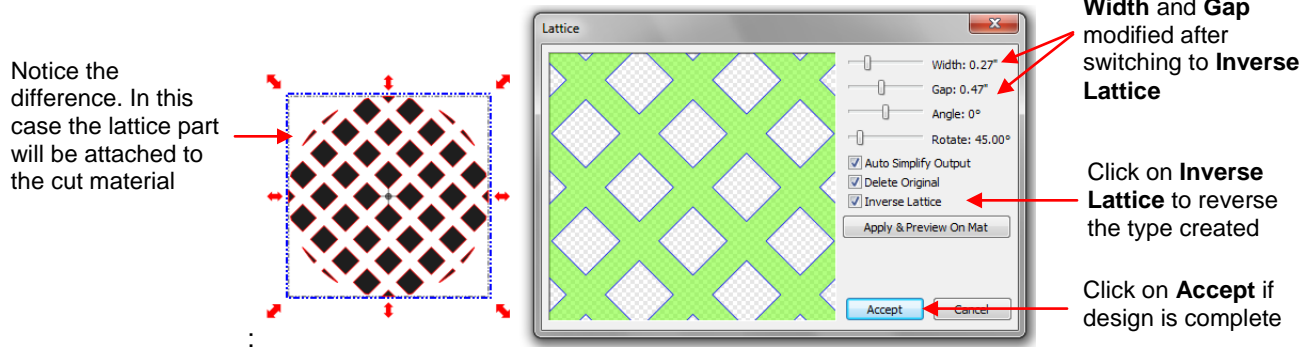 Notice the
difference. In this
case the lattice part
will be attached to
the cut material
:
Lattice
Width: 0.27"
Gap: 0.47"
Angle: 0°
Rotate: 45.00°
Auto Simplify Output
Delete Original
Inverse Lattice
Apply & Preview On Mat
Accept
Cancel
Width and Gap
modified after
switching to Inverse
Lattice
Click on Inverse
Lattice to reverse
the type created
Click on Accept if
design is complete